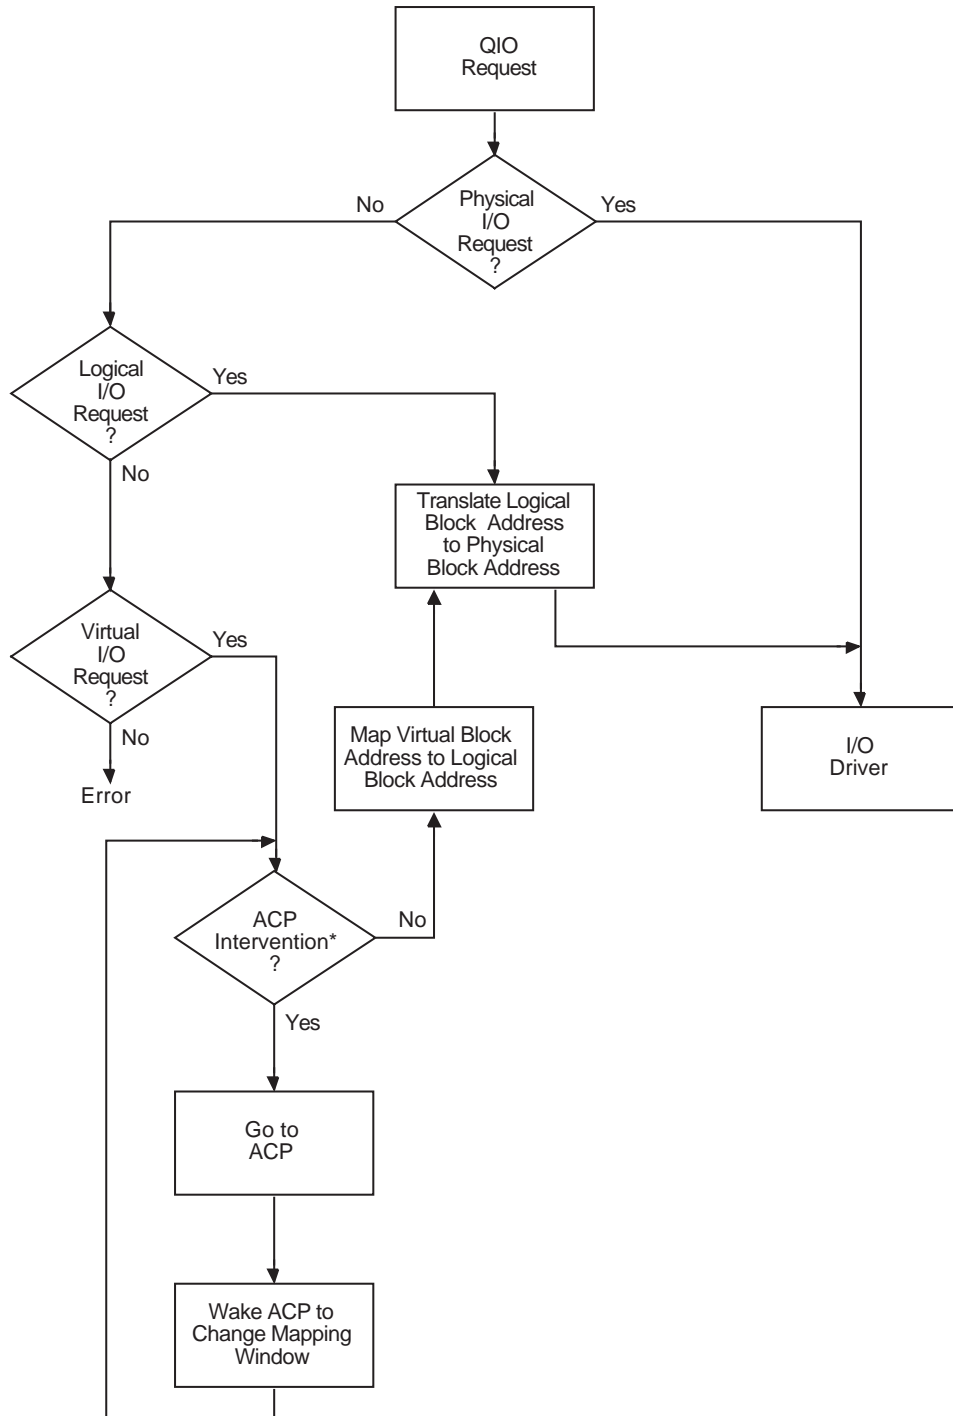 QIO
Request
Physical
I/O
Request
?
No
Yes
Logical
I/O
Request
?
Yes
No
Translate Logical
Block Address
to Physical
Block Address
Virtual
I/O
Request
?
Yes
No
Error
Map Virtual Block
Address to Logical
Block Address
I/O
Driver
ACP
Intervention*
?
No
Yes
Go to
ACP
Wake ACP to
Change Mapping
Window